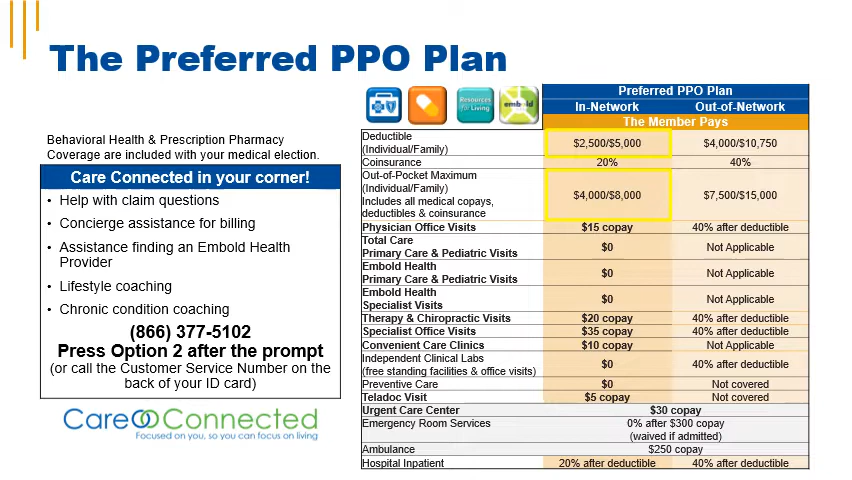 The Preferred PPO Plan
Behavioral Health & Prescription Pharmacy
Coverage are included with your medical election.
Care Connected in your corner!
• Help with claim questions
• Concierge assistance for billing
• Assistance finding an Embold Health
Provider
• Lifestyle coaching
• Chronic condition coaching
(866) 377-5102
Press Option 2 after the prompt
(or call the Customer Service Number on the
back of your ID card)
Care Connected
Focused on you, so you can focus on living
Resources
for Living
embold
Preferred PPO Plan
In-Network Out-of-Network
The Member Pays
Deductible
(Individual/Family) $2,500/$5,000 $4,000/$10,750
Coinsurance 20% 40%
Out-of-Pocket Maximum
(Individual/Family)
Includes all medical copays,
deductibles & coinsurance $4,000/$8,000 $7,500/$15,000
Physician Office Visits $15 copay 40% after deductible
Total Care
Primary Care & Pediatric Visits $0 Not Applicable
Embold Health
Primary Care & Pediatric Visits $0 Not Applicable
Embold Health
Specialist Visits $0 Not Applicable
Therapy & Chiropractic Visits $20 copay 40% after deductible
Specialist Office Visits $35 copay 40% after deductible
Convenient Care Clinics $10 copay Not Applicable
Independent Clinical Labs
(free standing facilities & office visits) $0 40% after deductible
Preventive Care $0 Not covered
Teladoc Visit $5 copay Not covered
Urgent Care Center $30 copay
Emergency Room Services 0% after $300 copay
(waived if admitted)
Ambulance $250 copay
Hospital Inpatient 20% after deductible 40% after deductible